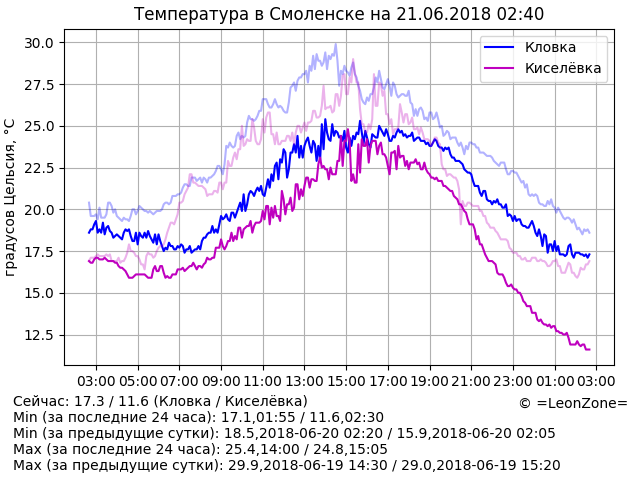 Температура в Смоленске на 21.06.2018 02:40
градусов Цельсия, °C
30.0
27.5
25.0
22.5
20.0
17.5
15.0
12.5
Кловка
Киселёвка
03:00 05:00 07:00 09:00 11:00 13:00 15:00 17:00 19:00 21:00 23:00 01:00 03:00
Сейчас: 17.3 / 11.6 (Кловка / Киселёвка)
© =LeonZone=
Min (за последние 24 часа): 17.1,01:55 / 11.6,02:30
Min (за предыдущие сутки): 18.5,2018-06-20 02:20 / 15.9,2018-06-20 02:05
Max (за последние 24 часа): 25.4,14:00 / 24.8,15:05
Max (за предыдущие сутки): 29.9,2018-06-19 14:30 / 29.0,2018-06-19 15:20